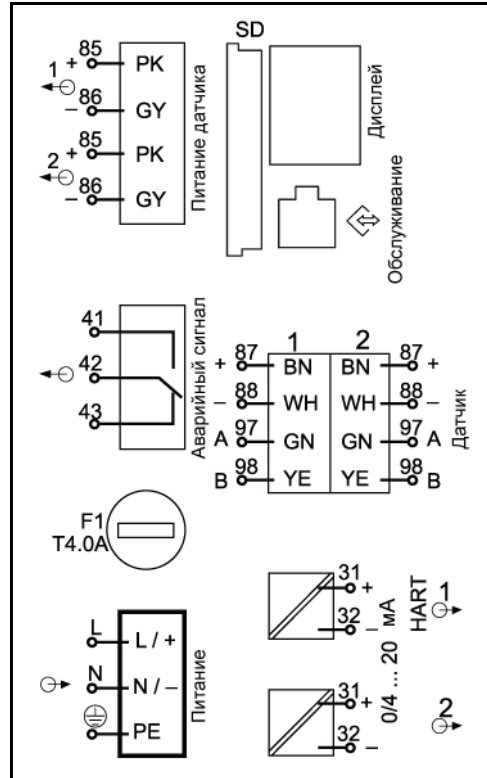 SD
1
+ 85 PK
– 86 GY
2
+ 85 PK
– 86 GY
Питание датчика
Дисплей
Обслуживание
41
42
43
Аварийный сигнал
1 2
+ 87 BN BN 87 +
– 88 WH WH 88 –
A 97 GN GN 97 A
B 98 YE YE 98 B
Датчик
F1
T4.0A
L L / +
N N / –
PE
Питание
31 +
32 –
31 +
32 –
0/4 ... 20 мА
HART
1
2